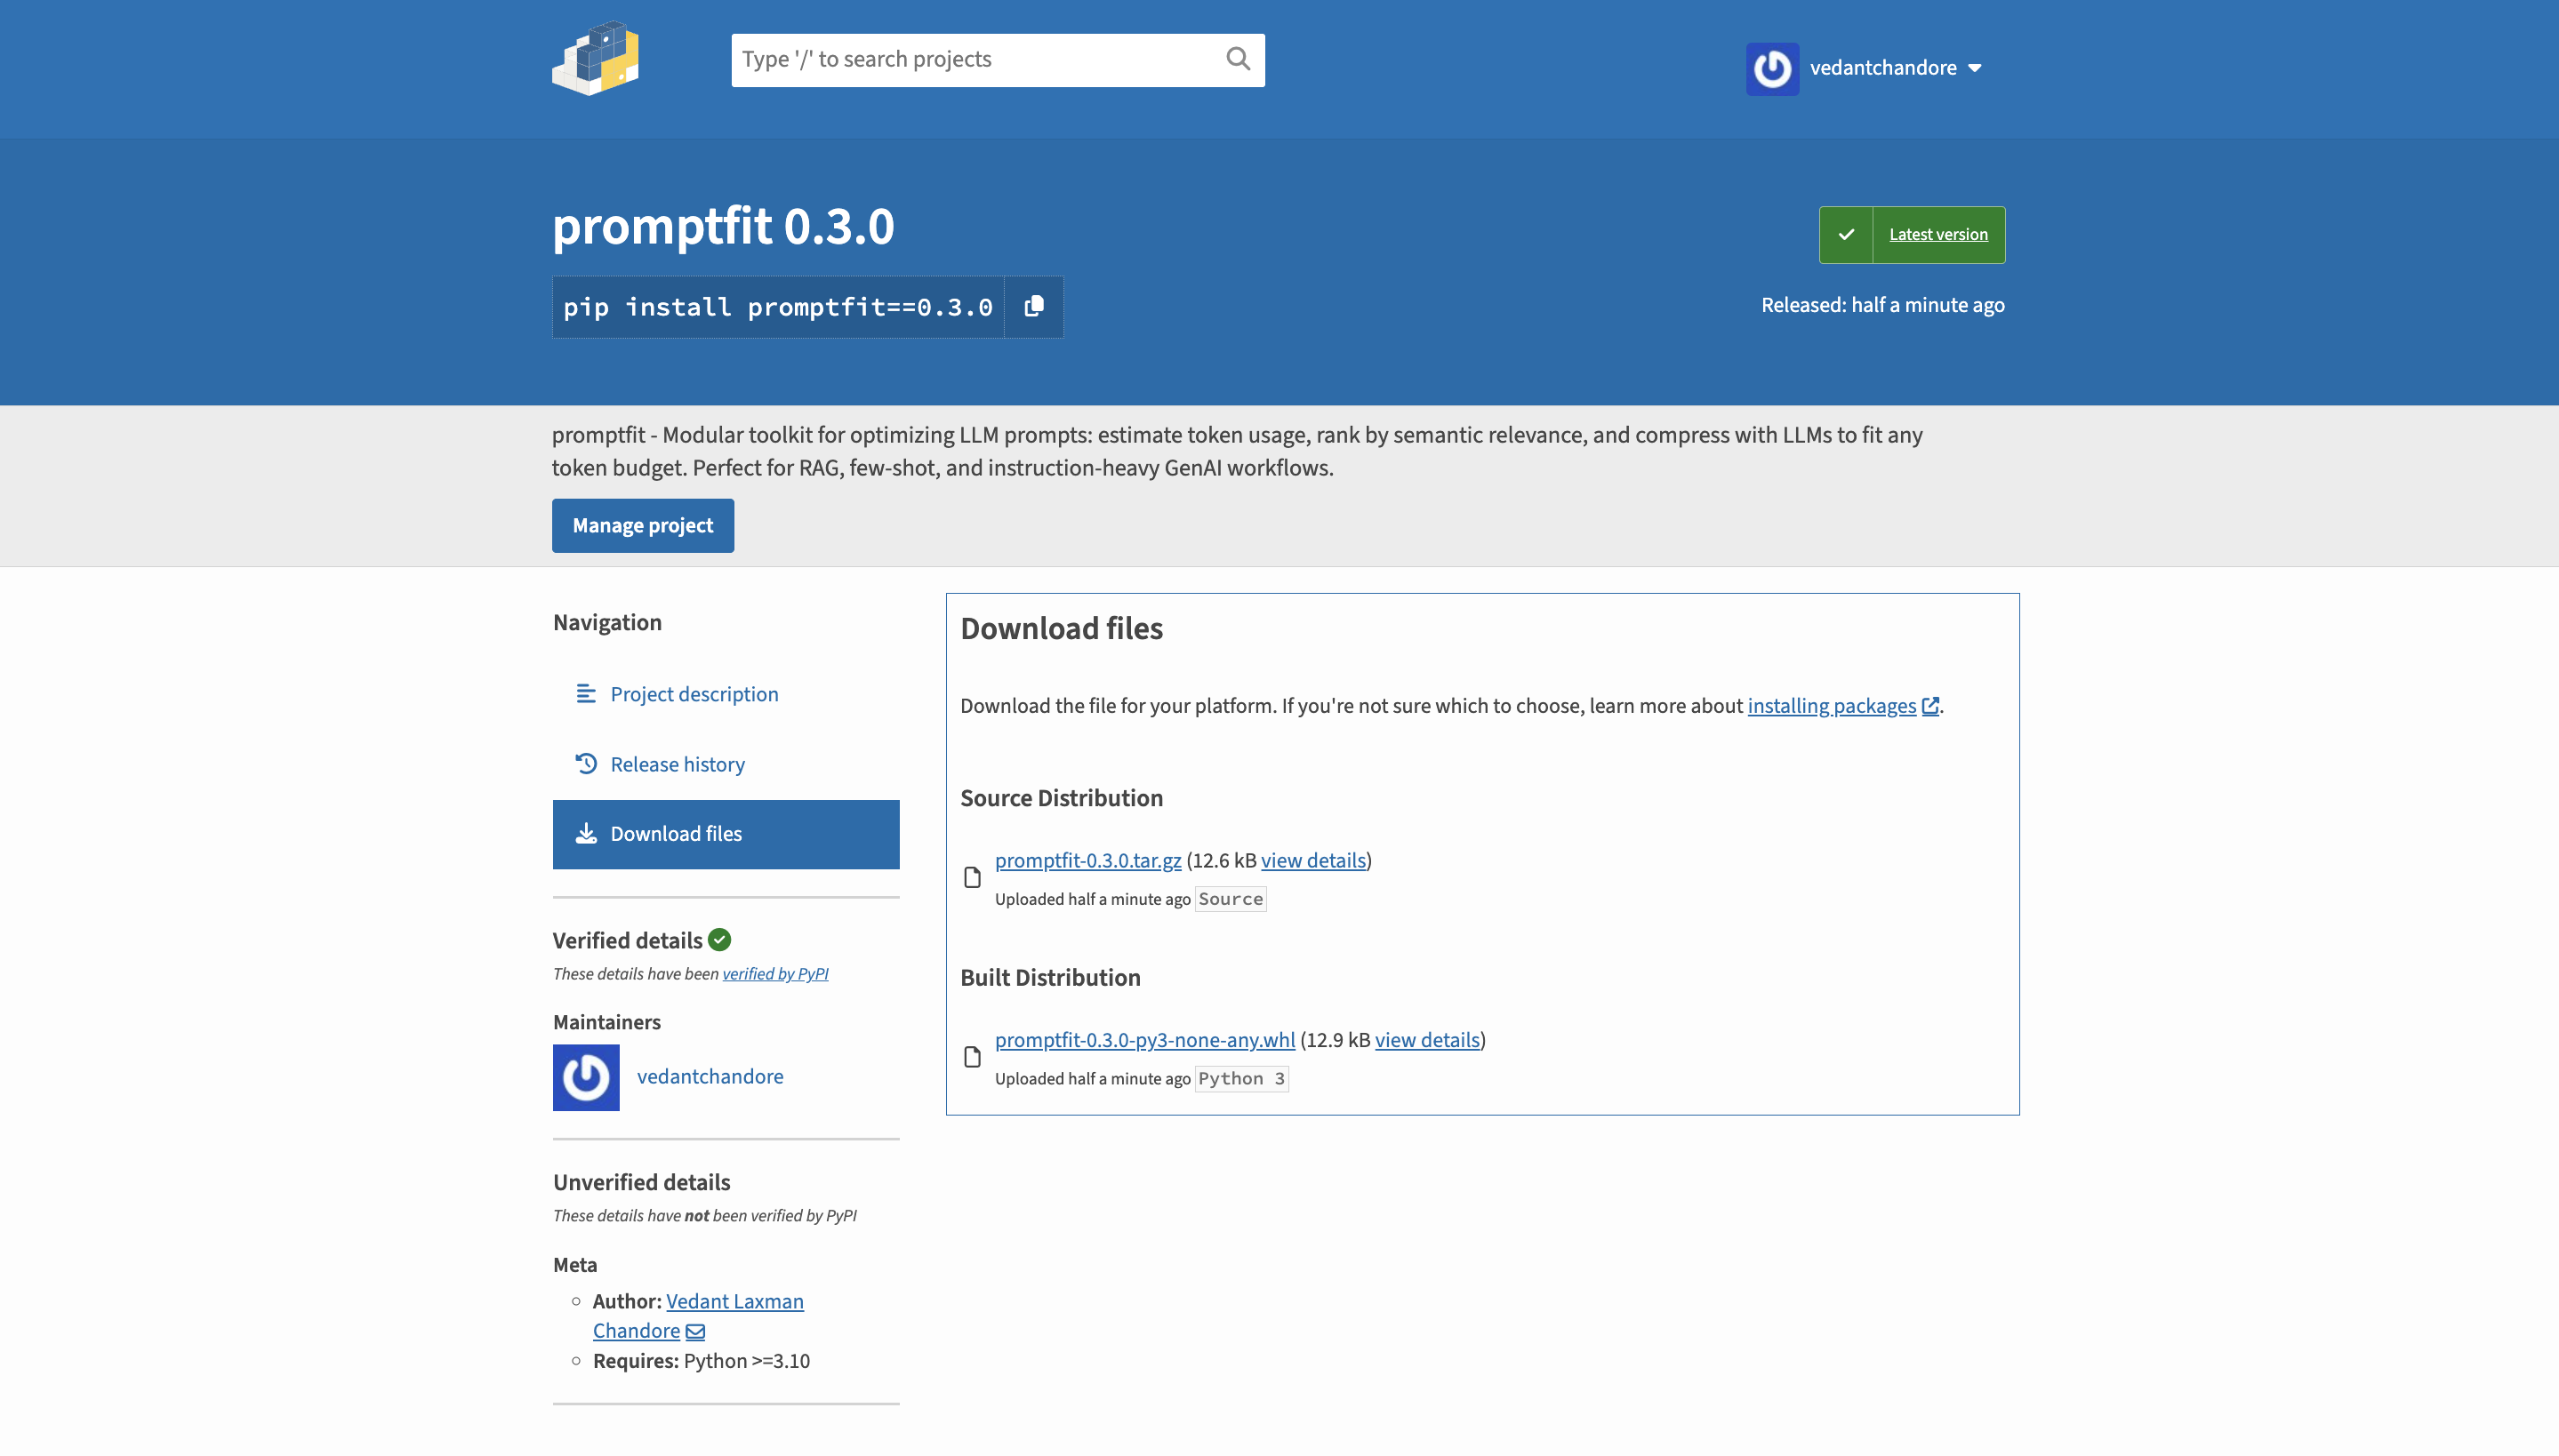 Type '/' to search projects
vedantchandore
promptfit 0.3.0
pip install promptfit==0.3.0
Latest version
Released: half a minute ago
promptfit - Modular toolkit for optimizing LLM prompts: estimate token usage, rank by semantic relevance, and compress with LLMs to fit any
token budget. Perfect for RAG, few-shot, and instruction-heavy GenAI workflows.
Manage project
Navigation
Project description
Release history
Download files
Verified details
These details have been verified by PyPI
Maintainers
vedantchandore
Unverified details
These details have not been verified by PyPI
Meta
Author: Vedant Laxman
Chandore
Requires: Python >=3.10
Download files
Download the file for your platform. If you're not sure which to choose, learn more about installing packages.
Source Distribution
promptfit-0.3.0.tar.gz (12.6 kB view details)
Uploaded half a minute ago Source
Built Distribution
promptfit-0.3.0-py3-none-any.whl (12.9 kB view details)
Uploaded half a minute ago Python 3